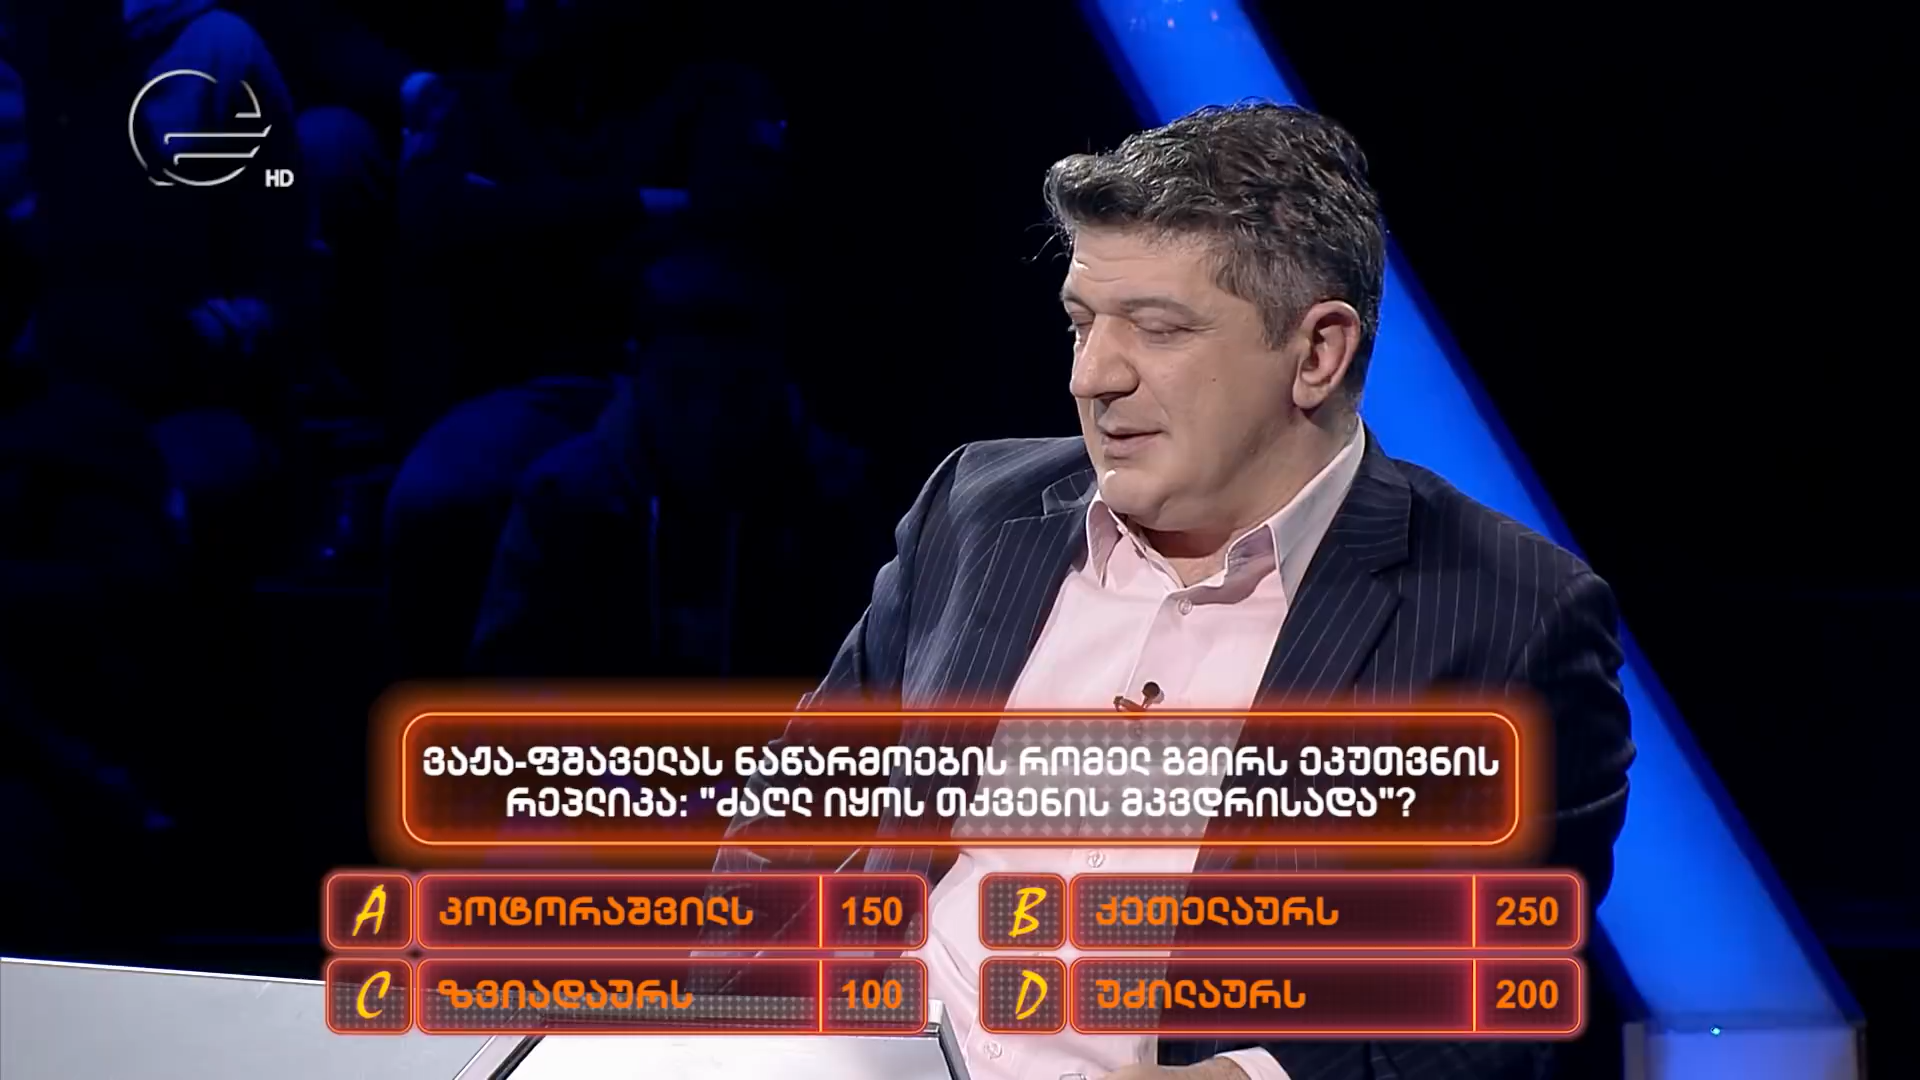 HD
ვაჟა-ფშაველას ნაწარმოების რომელ გმირს ეკუთვნის
რეპლიკა: "ძაღლ იყოს თქვენის მკვდრისადა"?
A კოტორაშვილს 150
B ქეთელაურს 250
C ზვიადაურს 100
D უძილაურს 200